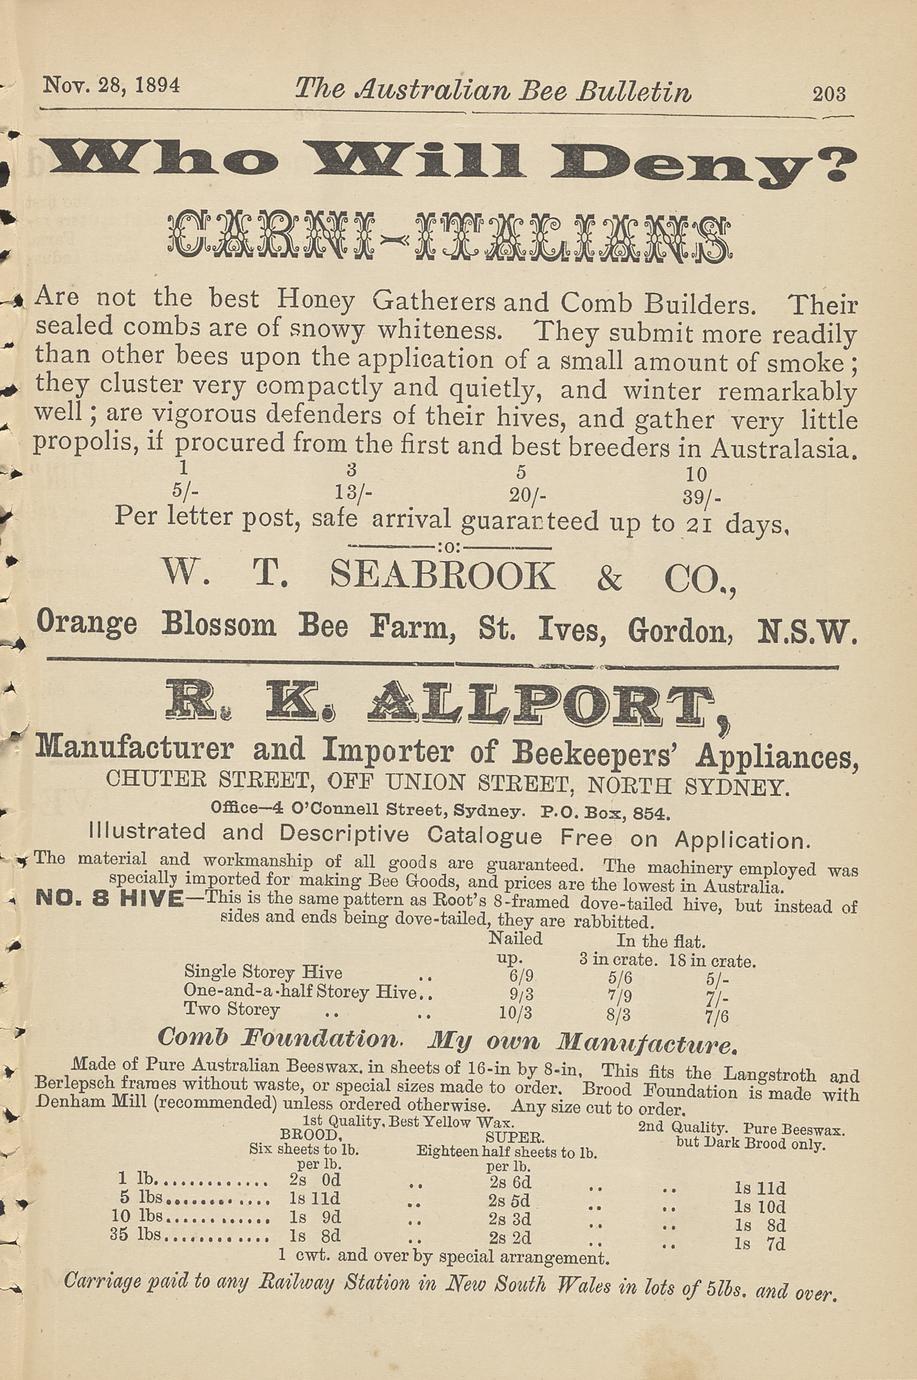 Nov. 28, 1894 The Australian Bee Bulletin 203
Who Will Deny?
CARNI-ITALIANS
Are not the best Honey Gatherers and Comb Builders. Their
sealed combs are of snowy whiteness. They submit more readily
than other bees upon the application of a small amount of smoke;
they cluster very compactly and quietly, and winter remarkably
well; are vigorous defenders of their hives, and gather very little
propolis, if procured from the first and best breeders in Australasia.
1 3 5 10
5/- 13/- 20/- 39/-
Per letter post, safe arrival guaranteed up to 21 days,
:o:
W. T. SEABROOK & CO.,
Orange Blossom Bee Farm, St. Ives, Gordon, N.S.W.
R. K. ALLPORT,
Manufacturer and Importer of Beekeepers' Appliances,
CHUTER STREET, OFF UNION STREET, NORTH SYDNEY.
Office—4 O'Connell Street, Sydney. P.O. Box, 854.
Illustrated and Descriptive Catalogue Free on Application.
The material and workmanship of all goods are guaranteed. The machinery employed was
specially imported for making Bee Goods, and prices are the lowest in Australia.
NO. 8 HIVE—This is the same pattern as Root's 8-framed dove-tailed hive, but instead of
sides and ends being dove-tailed, they are rabbitted.
Nailed In the flat.
up. 3 in crate. 18 in crate.
Single Storey Hive .. 6/9 5/6 5/-
One-and-a-half Storey Hive.. 9/3 7/9 7/-
Two Storey .. .. 10/3 8/3 7/6
Comb Foundation. My own Manufacture.
Made of Pure Australian Beeswax, in sheets of 16-in by 8-in, This fits the Langstroth and
Berlepsch frames without waste, or special sizes made to order. Brood Foundation is made with
Denham Mill (recommended) unless ordered otherwise. Any size cut to order.
1st Quality, Best Yellow Wax. 2nd Quality. Pure Beeswax.
BROOD, SUPER. but Dark Brood only.
Six sheets to lb. Eighteen half sheets to lb.
per lb. per lb.
1 lb............. 2s 0d .. 2s 6d .. .. 1s 11d
5 lbs............ 1s 11d .. 2s 5d .. .. 1s 10d
10 lbs............ 1s 9d .. 2s 3d .. .. 1s 8d
35 lbs............ 1s 8d .. 2s 2d .. .. 1s 7d
1 cwt. and over by special arrangement.
Carriage paid to any Railway Station in New South Wales in lots of 5lbs. and over.